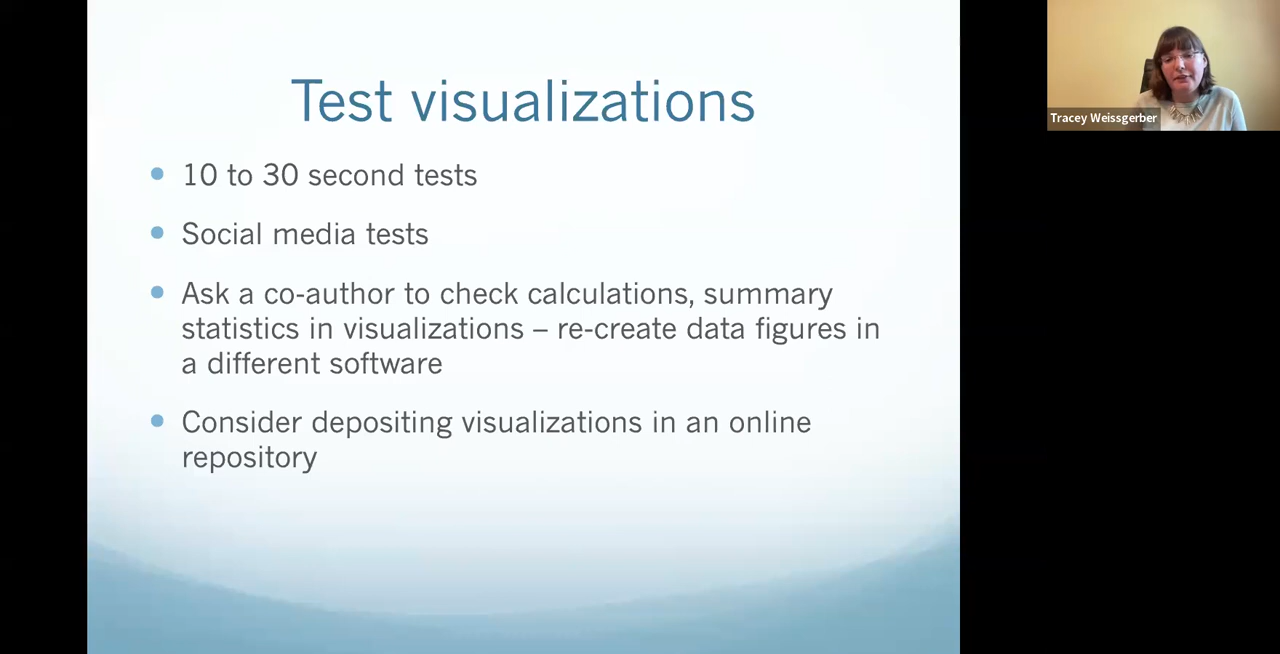 Test visualizations
10 to 30 second tests
Social media tests
Ask a co-author to check calculations, summary
statistics in visualizations – re-create data figures in
a different software
Consider depositing visualizations in an online
repository
Tracey Weissgerber